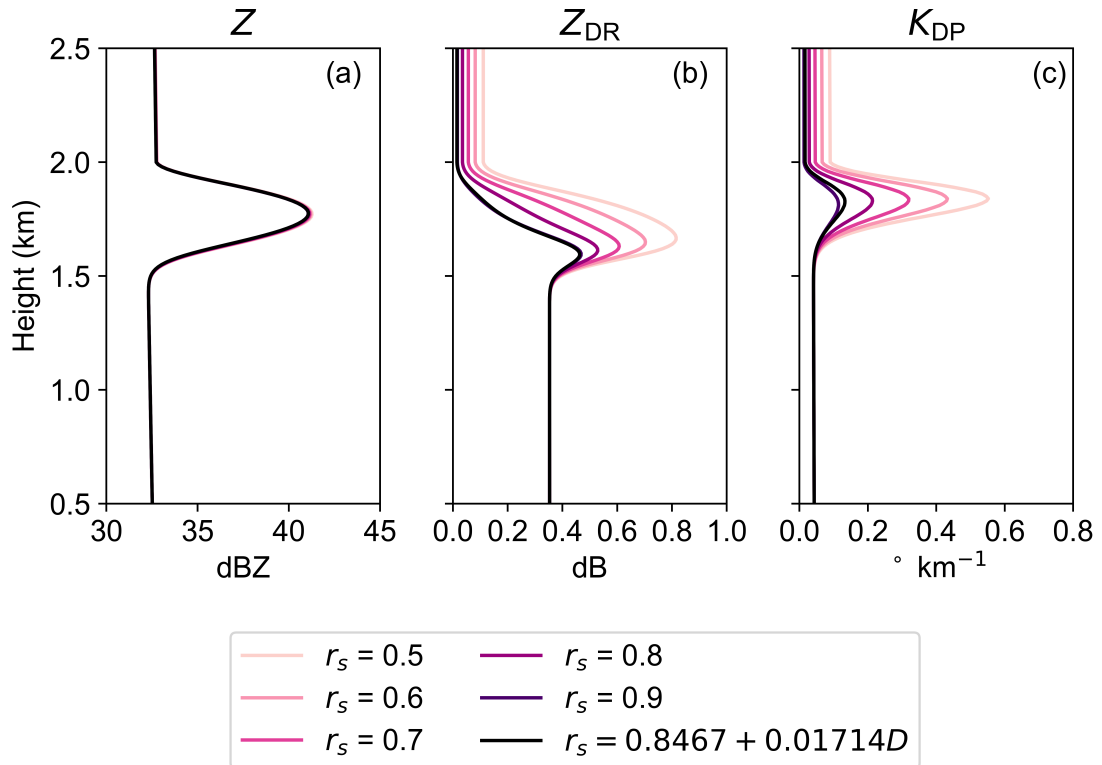 Z Z_DR K_DP
2.5 (a) (b) (c)
2.0
1.5
1.0
0.5
Height (km)
30 35 40 45 0.0 0.2 0.4 0.6 0.8 1.0 0.0 0.2 0.4 0.6 0.8
dBZ dB ° km⁻¹
r_s = 0.5 r_s = 0.8
r_s = 0.6 r_s = 0.9
r_s = 0.7 r_s = 0.8467 + 0.01714D